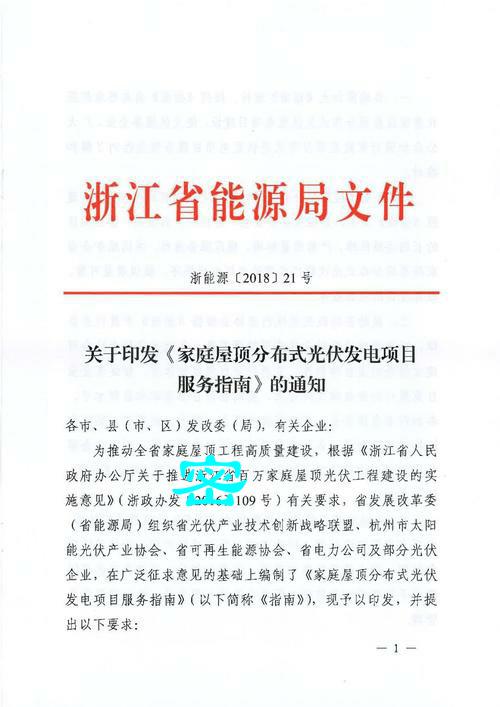 浙江省能源局文件
浙能源〔2018〕21号
关于印发《家庭屋顶分布式光伏发电项目
服务指南》的通知
各市、县（市、区）发改委（局），有关企业：
为推动全省家庭屋顶工程高质量建设，根据《浙江省人民
政府办公厅关于推进浙江省百万家庭屋顶光伏工程建设的实
密
施意见》（浙政办发〔2016〕109号）有关要求，省发展改革委
（省能源局）组织省光伏产业技术创新战略联盟、杭州市太阳
能光伏产业协会、省可再生能源协会、省电力公司及部分光伏
企业，在广泛征求意见的基础上编制了《家庭屋顶分布式光伏
发电项目服务指南》（以下简称《指南》），现予以印发，并提
出以下要求：
— 1 —